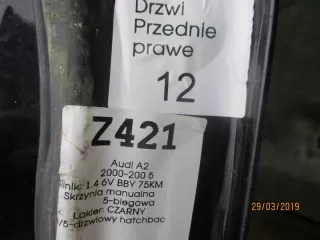 Drzwi
Przednie
prawe
12
Z421
Audi A2
2000-200 5
Silnik: 1.4 6V BBY 75KM
Skrzynia manualna
5-biegowa
Lakier: CZARNY
/5-drzwiowy hatchbac
29/03/2019